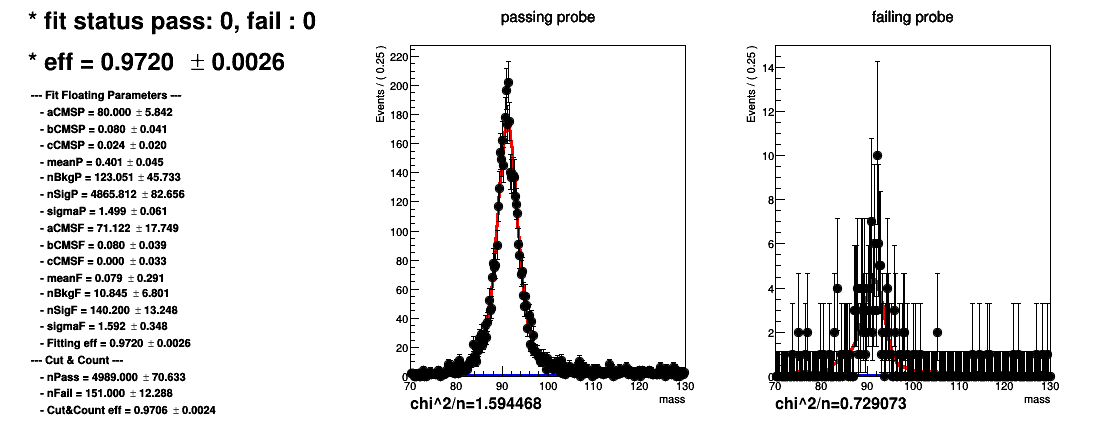 * fit status pass: 0, fail : 0
* eff = 0.9720 ± 0.0026
--- Fit Floating Parameters ---
- aCMSP = 80.000 ± 5.842
- bCMSP = 0.080 ± 0.041
- cCMSP = 0.024 ± 0.020
- meanP = 0.401 ± 0.045
- nBkgP = 123.051 ± 45.733
- nSigP = 4865.812 ± 82.656
- sigmaP = 1.499 ± 0.061
- aCMSF = 71.122 ± 17.749
- bCMSF = 0.080 ± 0.039
- cCMSF = 0.000 ± 0.033
- meanF = 0.079 ± 0.291
- nBkgF = 10.845 ± 6.801
- nSigF = 140.200 ± 13.248
- sigmaF = 1.592 ± 0.348
- Fitting eff = 0.9720 ± 0.0026
--- Cut & Count ---
- nPass = 4989.000 ± 70.633
- nFail = 151.000 ± 12.288
- Cut&Count eff = 0.9706 ± 0.0024
passing probe
Events / ( 0.25 )
220
200
180
160
140
120
100
80
60
40
20
0
70 80 90 100 110 120 130
mass
chi^2/n=1.594468
failing probe
Events / ( 0.25 )
14
12
10
8
6
4
2
0
70 80 90 100 110 120 130
mass
chi^2/n=0.729073